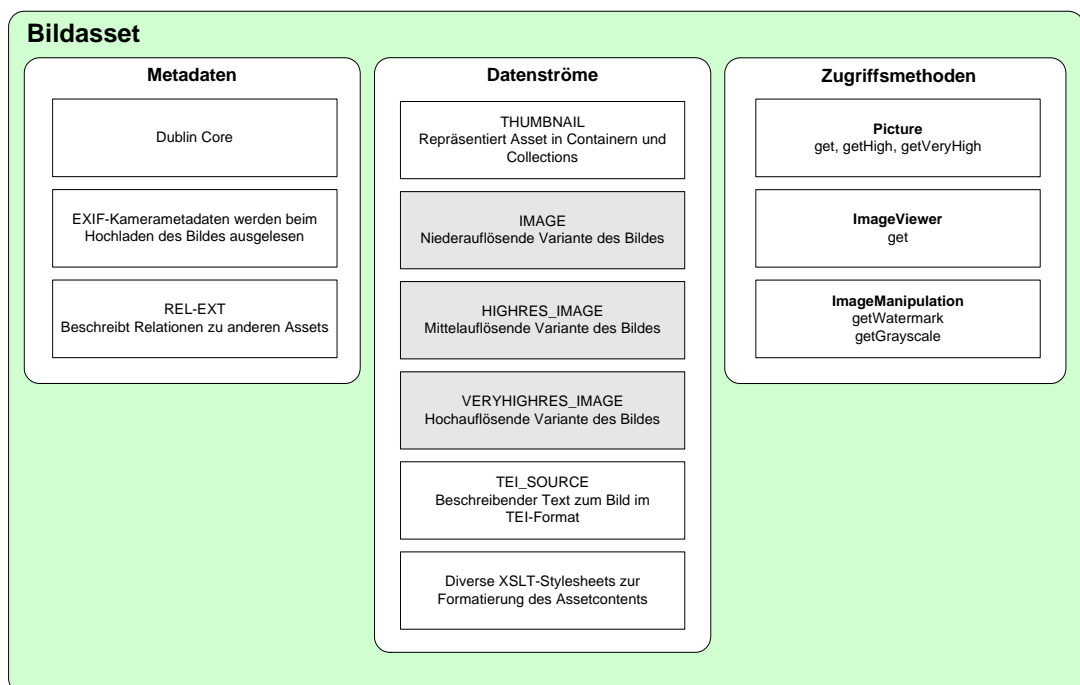 Bildasset
Metadaten
Dublin Core
EXIF-Kamerametadaten werden beim
Hochladen des Bildes ausgelesen
REL-EXT
Beschreibt Relationen zu anderen Assets
Datenströme
THUMBNAIL
Repräsentiert Asset in Containern und
Collections
IMAGE
Niederauflösende Variante des Bildes
HIGHRES_IMAGE
Mittelauflösende Variante des Bildes
VERYHIGHRES_IMAGE
Hochauflösende Variante des Bildes
TEI_SOURCE
Beschreibender Text zum Bild im
TEI-Format
Diverse XSLT-Stylesheets zur
Formatierung des Assetcontents
Zugriffsmethoden
Picture
get, getHigh, getVeryHigh
ImageViewer
get
ImageManipulation
getWatermark
getGrayscale